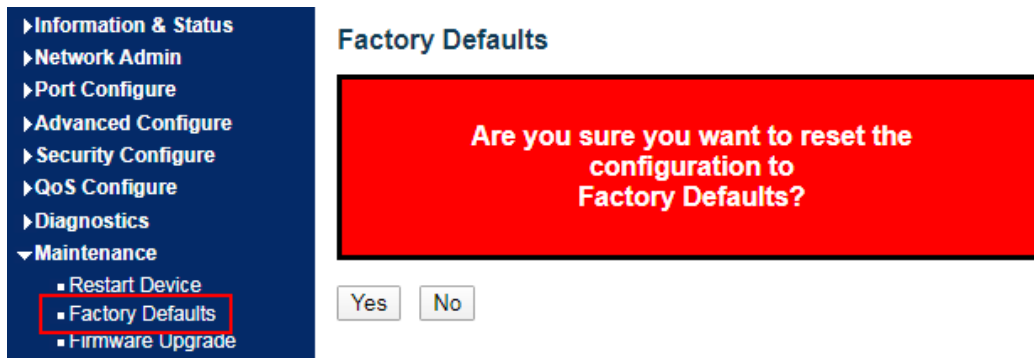 Information & Status
Network Admin
Port Configure
Advanced Configure
Security Configure
QoS Configure
Diagnostics
Maintenance
Restart Device
Factory Defaults
Firmware Upgrade
Factory Defaults
Are you sure you want to reset the
configuration to
Factory Defaults?
Yes No